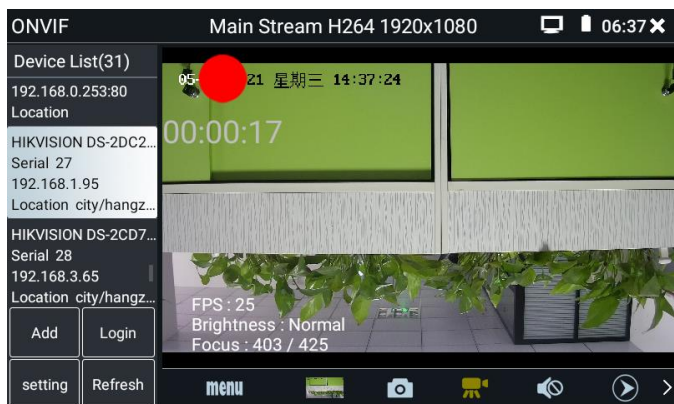 ONVIF
Main Stream H264 1920x1080
06:37
Device List(31)
192.168.0.253:80
Location
HIKVISION DS-2DC2...
Serial 27
192.168.1.95
Location city/hangz...
HIKVISION DS-2CD7...
Serial 28
192.168.3.65
Location city/hangz...
Add
Login
setting
Refresh
05- 21 星期三 14:37:24
00:00:17
FPS : 25
Brightness : Normal
Focus : 403 / 425
menu